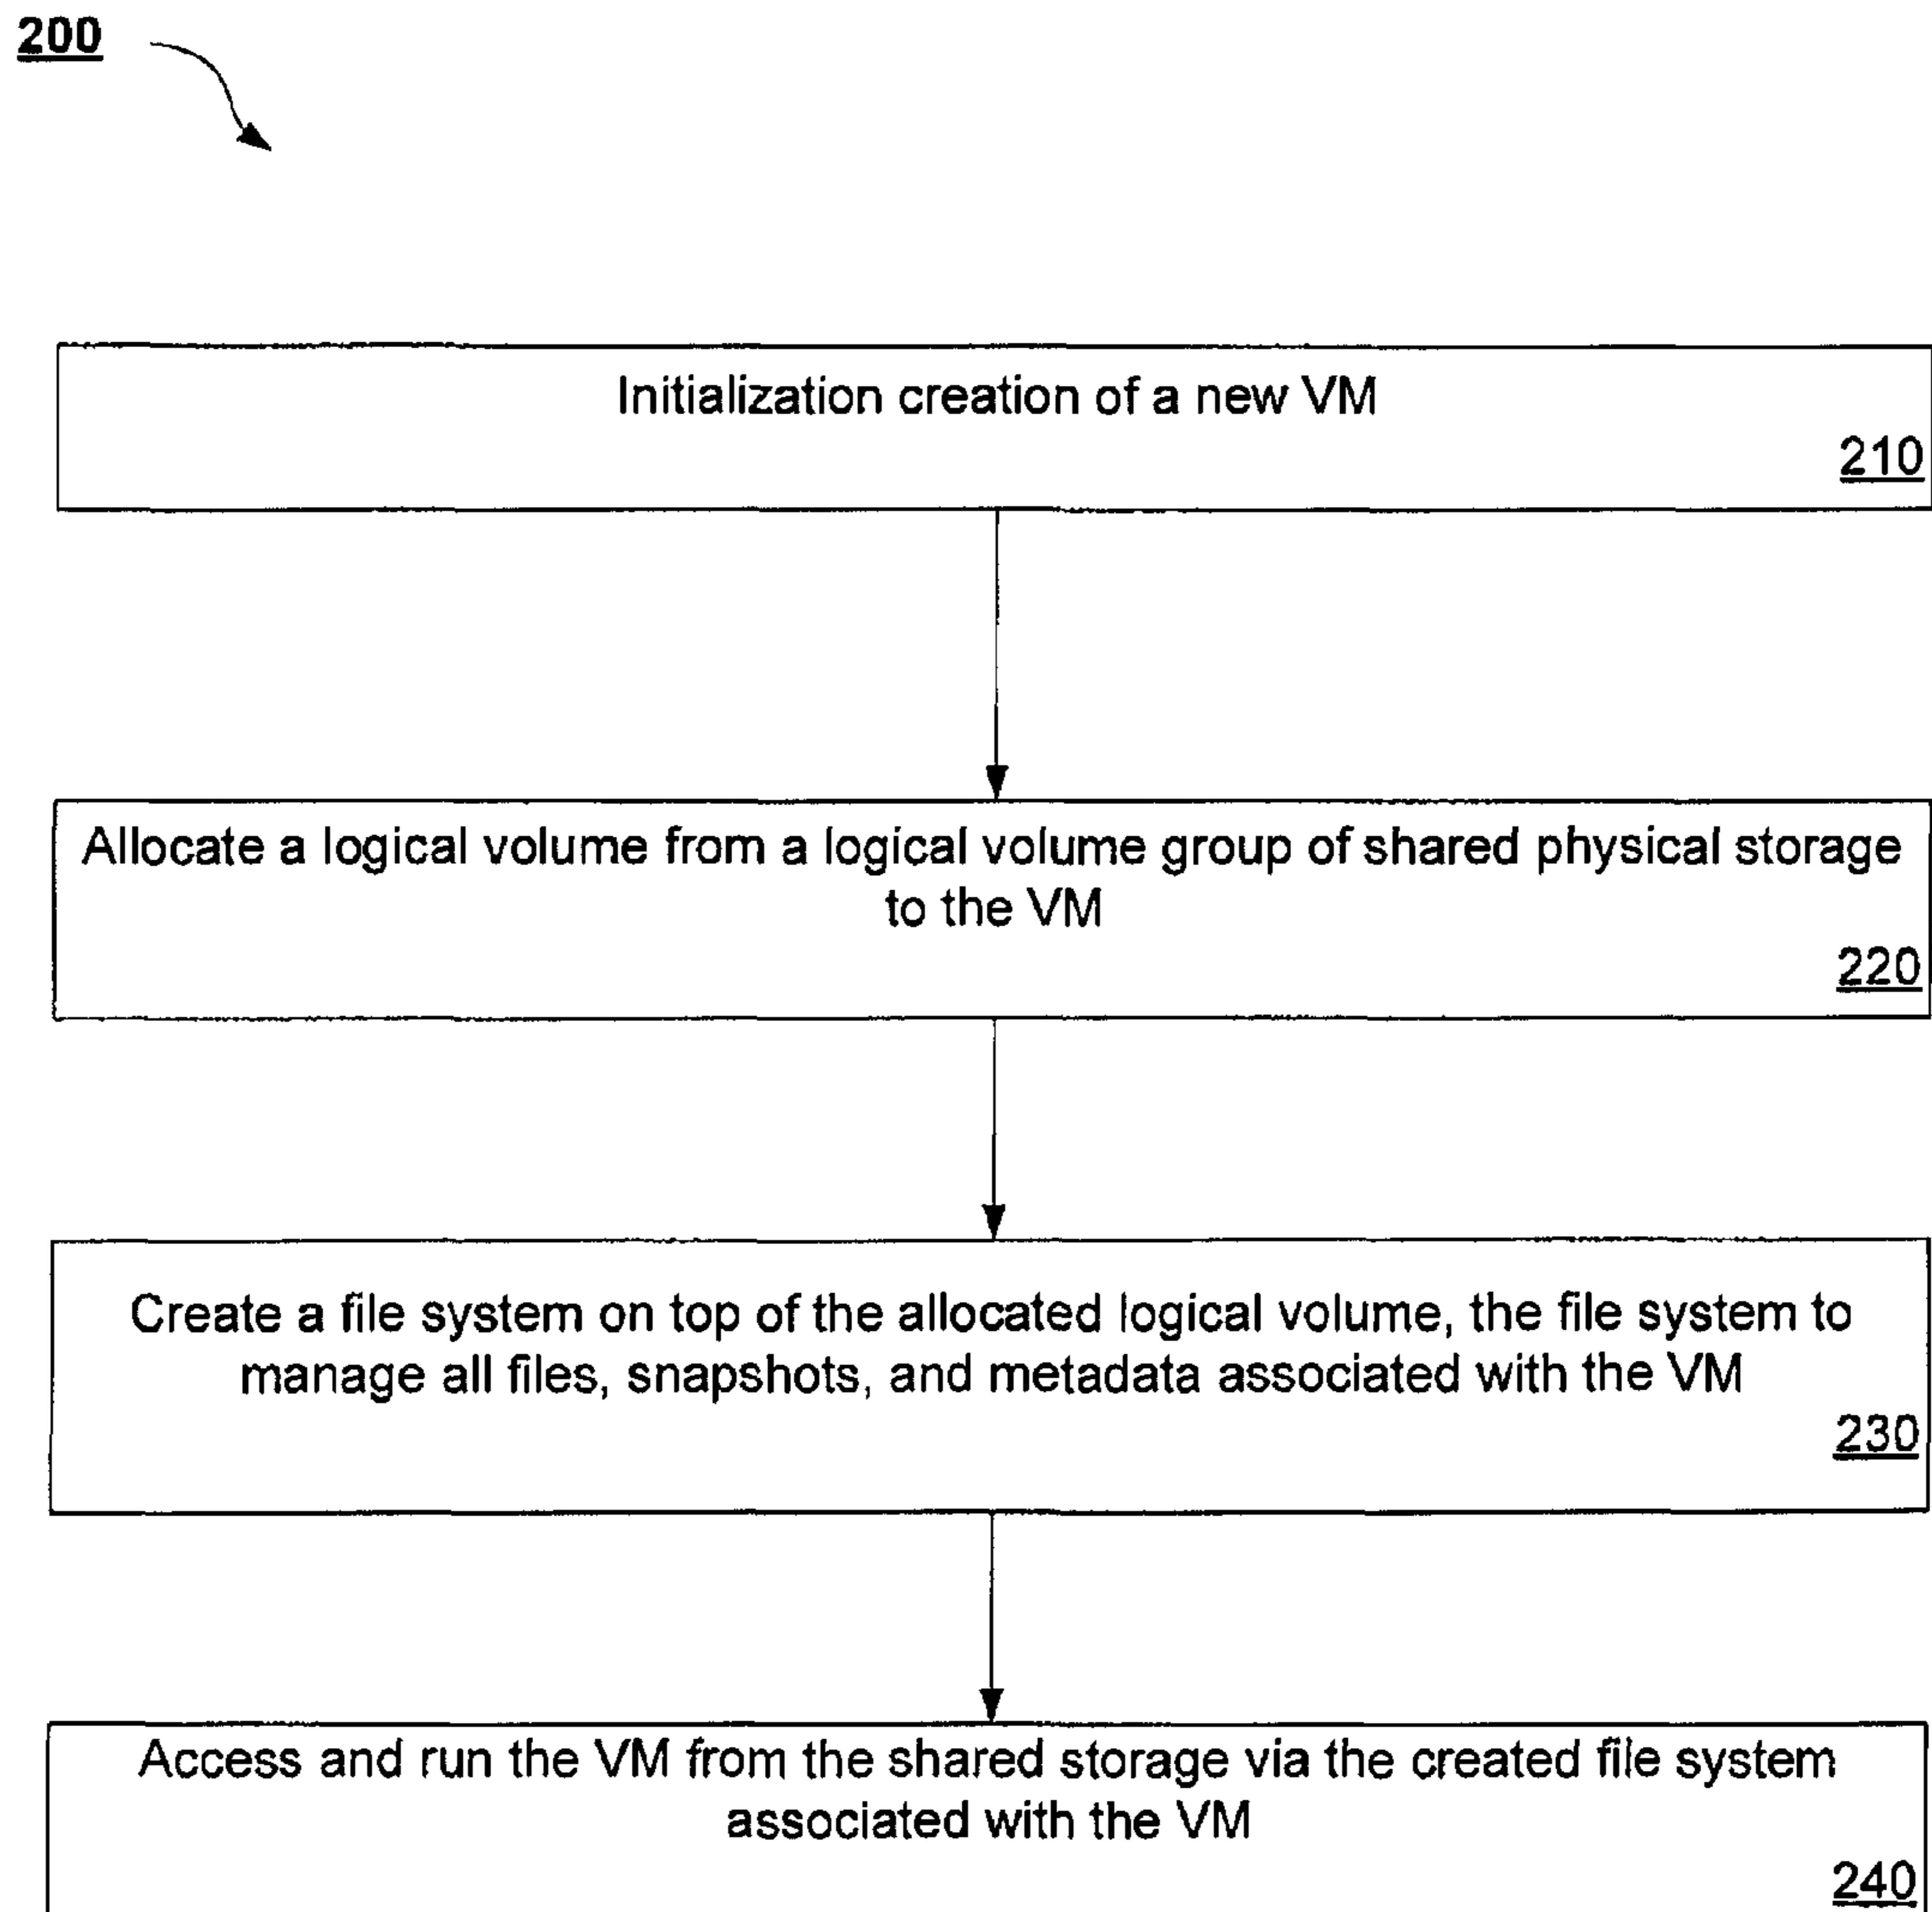 200
Initialization creation of a new VM
210
Allocate a logical volume from a logical volume group of shared physical storage
to the VM
220
Create a file system on top of the allocated logical volume, the file system to
manage all files, snapshots, and metadata associated with the VM
230
Access and run the VM from the shared storage via the created file system
associated with the VM
240